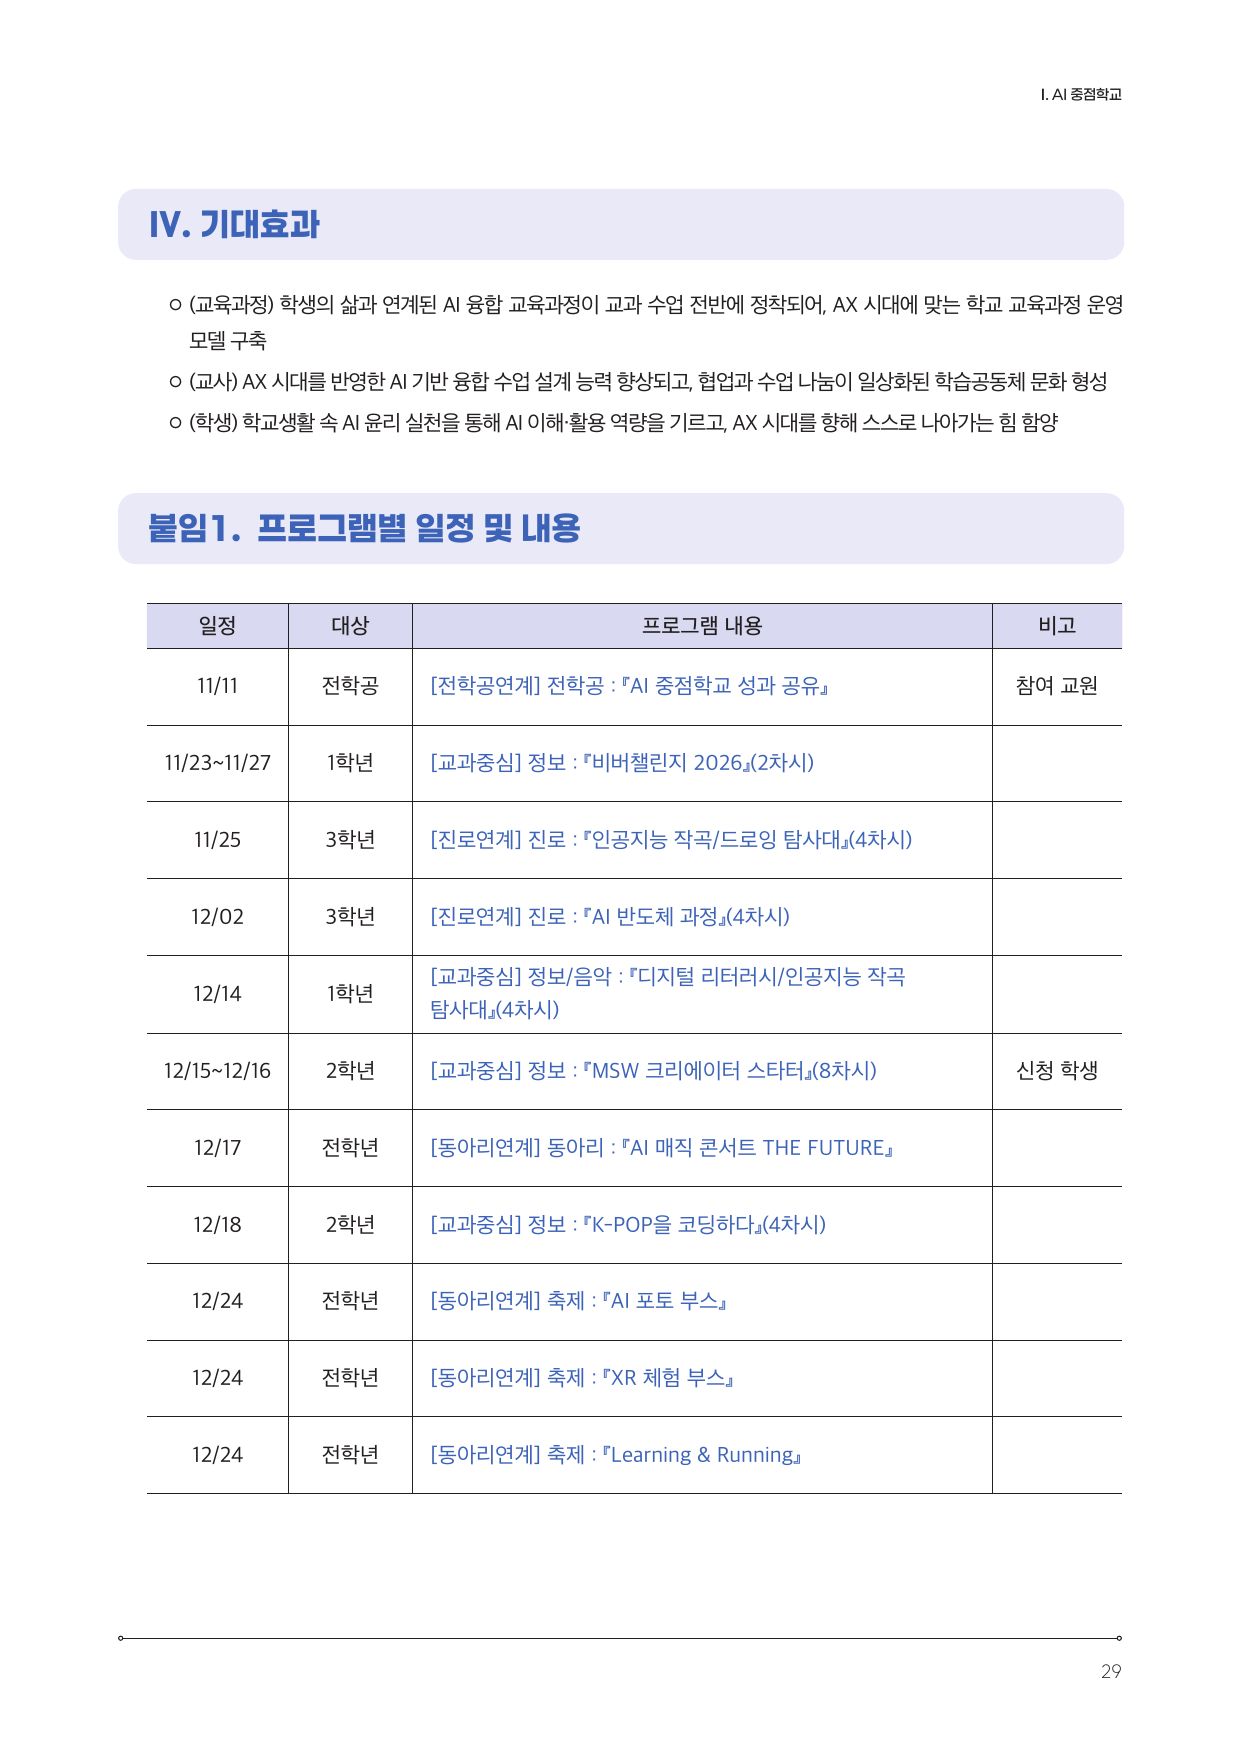 I. AI 중점학교
IV. 기대효과
○ (교육과정) 학생의 삶과 연계된 AI 융합 교육과정이 교과 수업 전반에 정착되어, AX 시대에 맞는 학교 교육과정 운영
모델 구축
○ (교사) AX 시대를 반영한 AI 기반 융합 수업 설계 능력 향상되고, 협업과 수업 나눔이 일상화된 학습공동체 문화 형성
○ (학생) 학교생활 속 AI 윤리 실천을 통해 AI 이해·활용 역량을 기르고, AX 시대를 향해 스스로 나아가는 힘 함양
붙임1. 프로그램별 일정 및 내용
일정 대상 프로그램 내용 비고
11/11 전학공 [전학공연계] 전학공 : 『AI 중점학교 성과 공유』 참여 교원
11/23~11/27 1학년 [교과중심] 정보 : 『비버챌린지 2026』(2차시)
11/25 3학년 [진로연계] 진로 : 『인공지능 작곡/드로잉 탐사대』(4차시)
12/02 3학년 [진로연계] 진로 : 『AI 반도체 과정』(4차시)
12/14 1학년 [교과중심] 정보/음악 : 『디지털 리터러시/인공지능 작곡
탐사대』(4차시)
12/15~12/16 2학년 [교과중심] 정보 : 『MSW 크리에이터 스타터』(8차시) 신청 학생
12/17 전학년 [동아리연계] 동아리 : 『AI 매직 콘서트 THE FUTURE』
12/18 2학년 [교과중심] 정보 : 『K-POP을 코딩하다』(4차시)
12/24 전학년 [동아리연계] 축제 : 『AI 포토 부스』
12/24 전학년 [동아리연계] 축제 : 『XR 체험 부스』
12/24 전학년 [동아리연계] 축제 : 『Learning & Running』
29